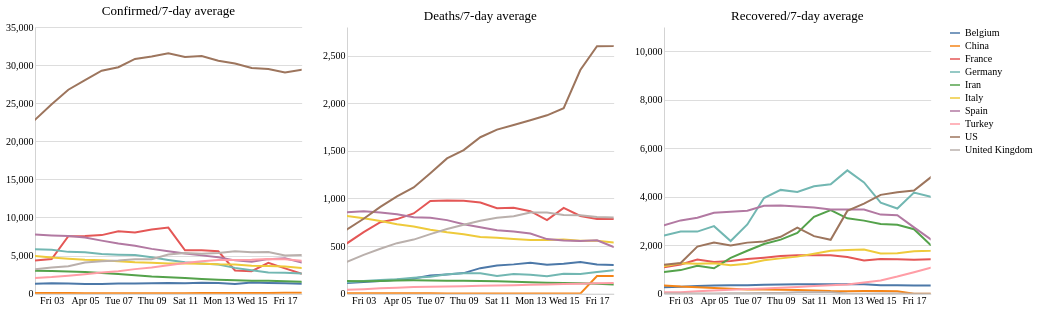 Confirmed/7-day average
35,000
30,000
25,000
20,000
15,000
10,000
5,000
0
Fri 03 Apr 05 Tue 07 Thu 09 Sat 11 Mon 13 Wed 15 Fri 17
Deaths/7-day average
2,500
2,000
1,500
1,000
500
0
Fri 03 Apr 05 Tue 07 Thu 09 Sat 11 Mon 13 Wed 15 Fri 17
Recovered/7-day average
10,000
8,000
6,000
4,000
2,000
0
Fri 03 Apr 05 Tue 07 Thu 09 Sat 11 Mon 13 Wed 15 Fri 17
Belgium
China
France
Germany
Iran
Italy
Spain
Turkey
US
United Kingdom